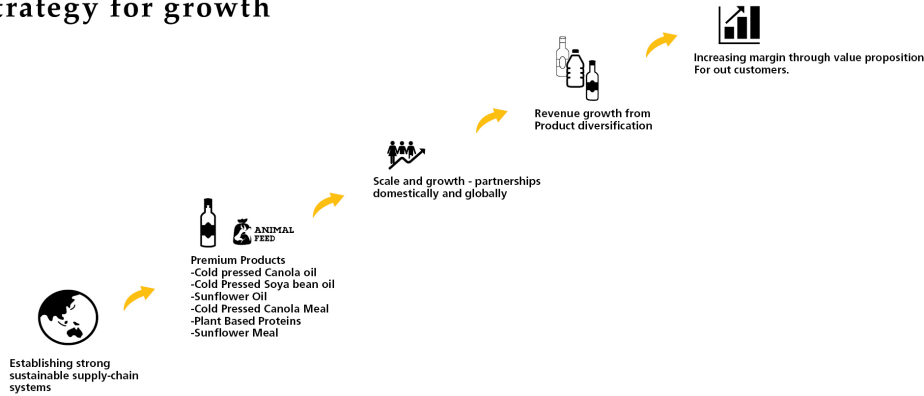 trategy for growth
Increasing margin through value proposition
For out customers.
Revenue growth from
Product diversification
Scale and growth - partnerships
domestically and globally
ANIMAL
FEED
Premium Products
-Cold pressed Canola oil
-Cold Pressed Soya bean oil
-Sunflower Oil
-Cold Pressed Canola Meal
-Plant Based Proteins
-Sunflower Meal
Establishing strong
sustainable supply-chain
systems